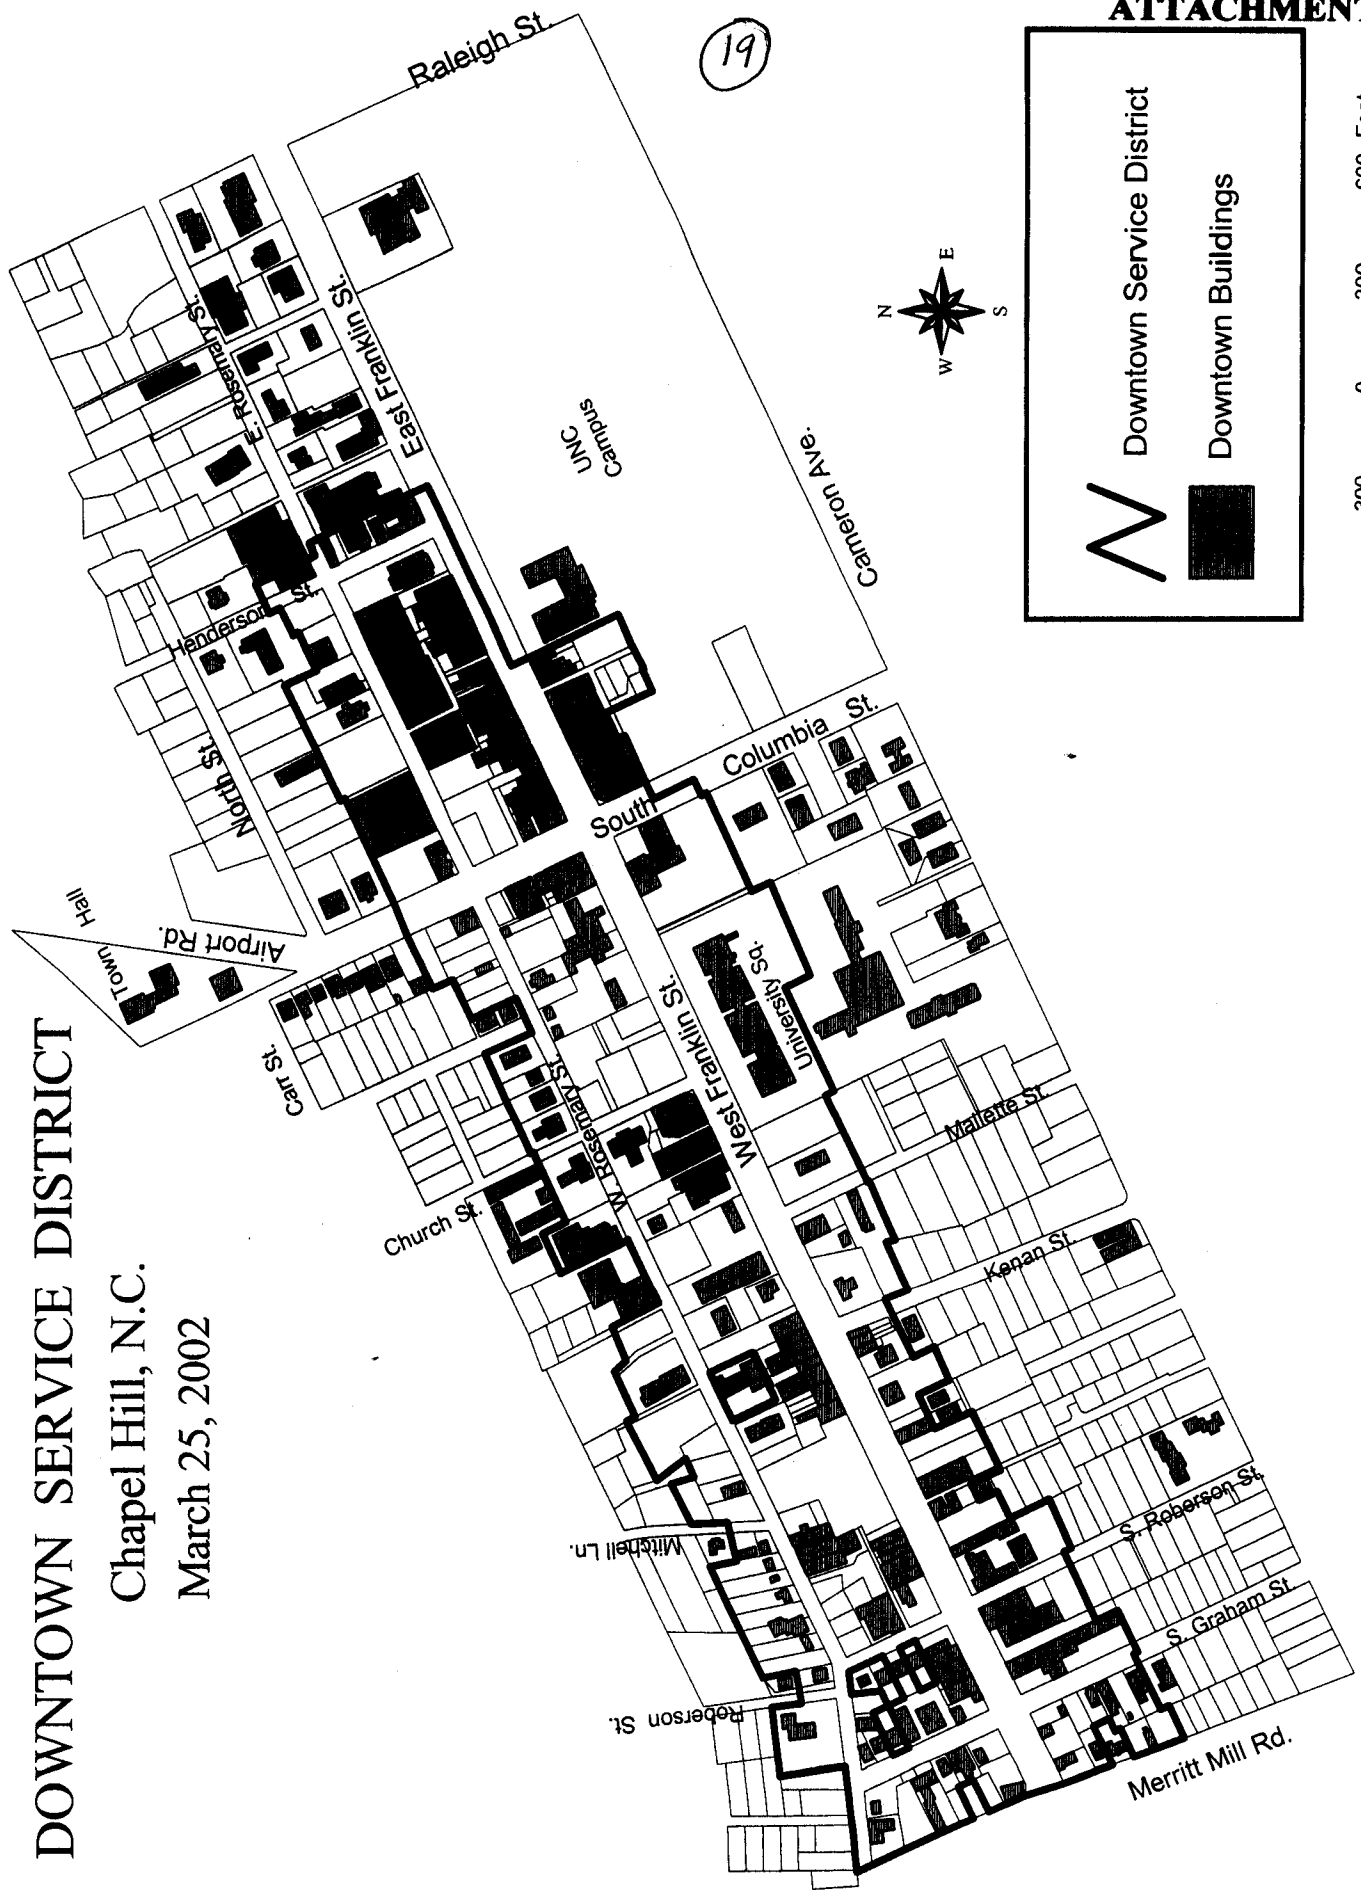 ATTACHMENT
19
DOWNTOWN SERVICE DISTRICT
Chapel Hill, N.C.
March 25, 2002
Raleigh St.
E. Rosemary St.
East Franklin St.
UNC
Campus
Cameron Ave.
Henderson St.
North St.
Town Hall
Airport Rd.
South Columbia St.
Carr St.
University Sq.
West Franklin St.
W. Rosemary St.
Church St.
Mallette St.
Kenan St.
Mitchell Ln.
S. Roberson St.
S. Graham St.
Roberson St.
Merritt Mill Rd.
N
W
E
S
Downtown Service District
Downtown Buildings